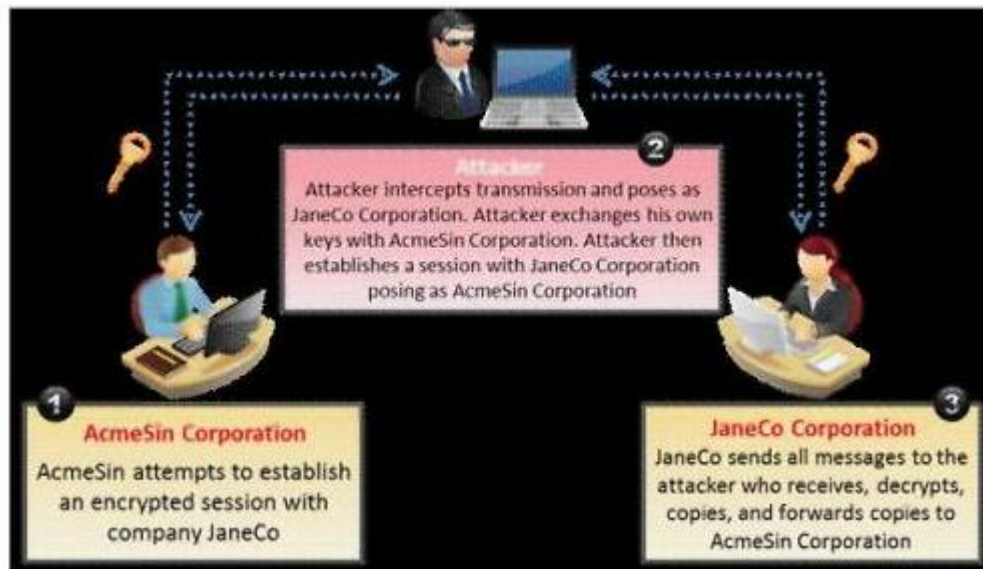 2
Attacker
Attacker intercepts transmission and poses as
JaneCo Corporation. Attacker exchanges his own
keys with AcmeSin Corporation. Attacker then
establishes a session with JaneCo Corporation
posing as AcmeSin Corporation
1
AcmeSin Corporation
AcmeSin attempts to establish
an encrypted session with
company JaneCo
3
JaneCo Corporation
JaneCo sends all messages to the
attacker who receives, decrypts,
copies, and forwards copies to
AcmeSin Corporation